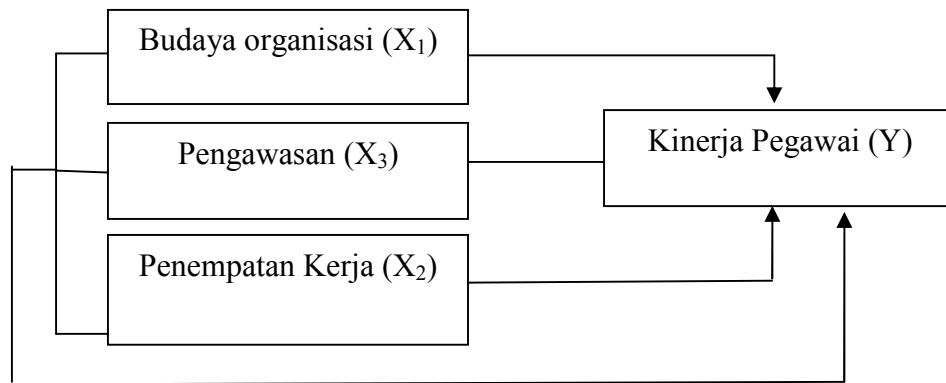 Budaya organisasi (X₁)
Pengawasan (X₃)
Kinerja Pegawai (Y)
Penempatan Kerja (X₂)